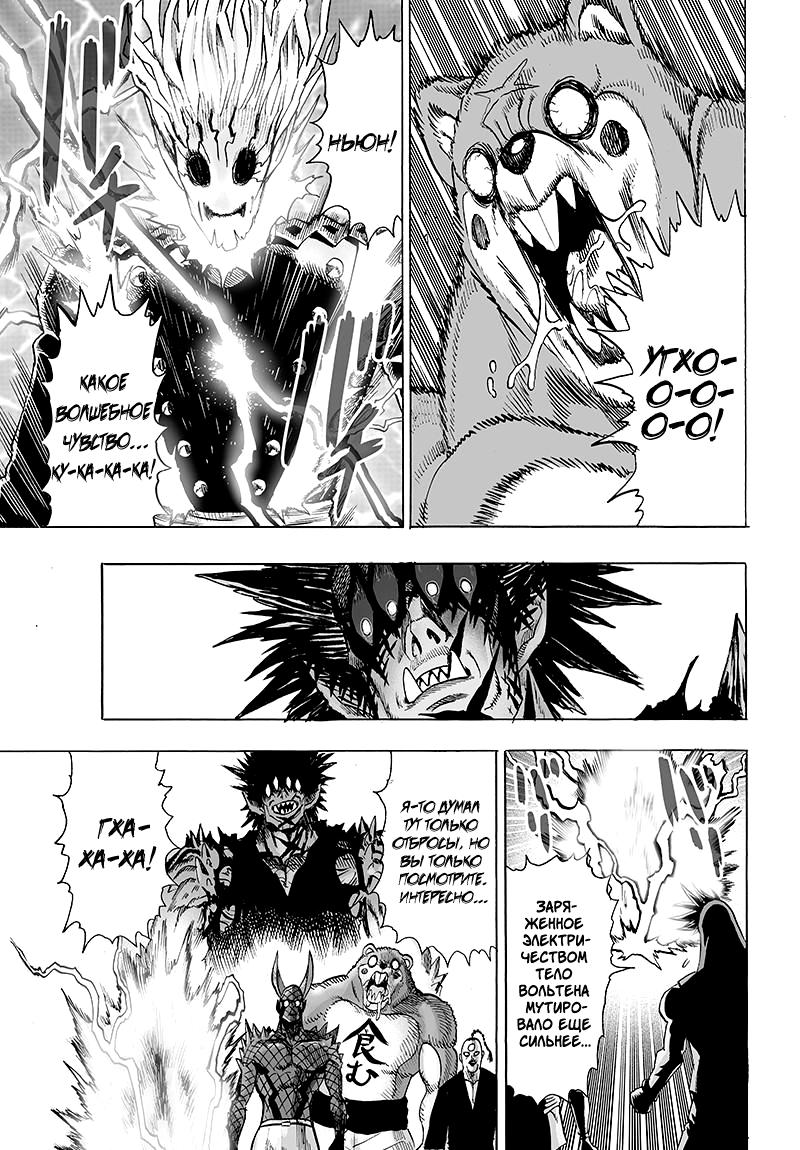 УГХО-
О-О-
О-О!
НЬЮН!
КАКОЕ
ВОЛШЕБНОЕ
ЧУВСТВО...
КУ-КА-КА-КА!
ЗАРЯ-
ЖЕННОЕ
ЭЛЕКТРИ-
ЧЕСТВОМ
ТЕЛО
ВОЛЬТЕНА
МУТИРО-
ВАЛО ЕЩЕ
СИЛЬНЕЕ...
Я-ТО ДУМАЛ
ТУТ ТОЛЬКО
ОТБРОСЫ, НО
ВЫ ТОЛЬКО
ПОСМОТРИТЕ.
ИНТЕРЕСНО...
ГХА-
ХА-ХА!
食む